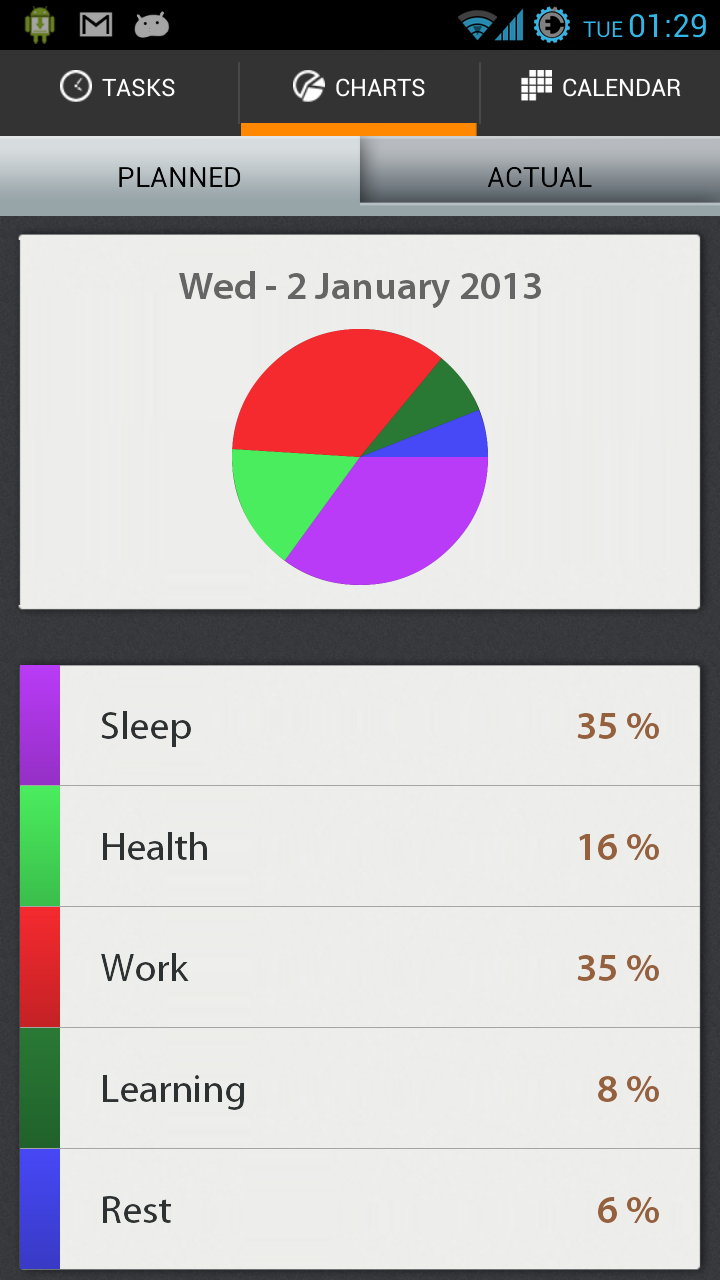 TUE 01:29
TASKS CHARTS CALENDAR
PLANNED ACTUAL
Wed - 2 January 2013
Sleep 35 %
Health 16 %
Work 35 %
Learning 8 %
Rest 6 %